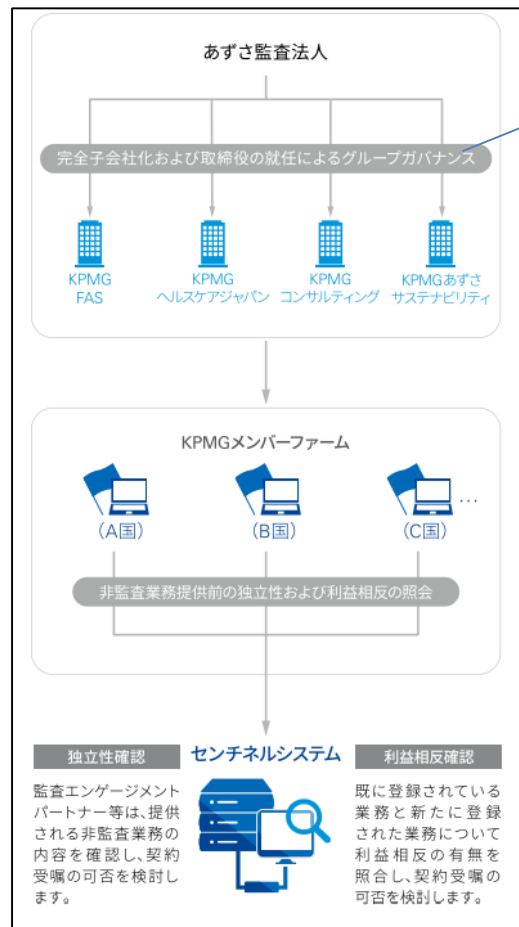 あずさ監査法人
完全子会社化および取締役の就任によるグループガバナンス
KPMG
FAS
KPMG
ヘルスケアジャパン
KPMG
コンサルティング
KPMGあずさ
サステナビリティ
KPMGメンバーファーム
(A国)
(B国)
(C国)
…
非監査業務提供前の独立性および利益相反の照会
独立性確認
監査エンゲージメント
パートナー等は、提供
される非監査業務の
内容を確認し、契約
受嘱の可否を検討し
ます。
センチネルシステム
利益相反確認
既に登録されている
業務と新たに登録
された業務について
利益相反の有無を
照合し、契約受嘱の
可否を検討します。